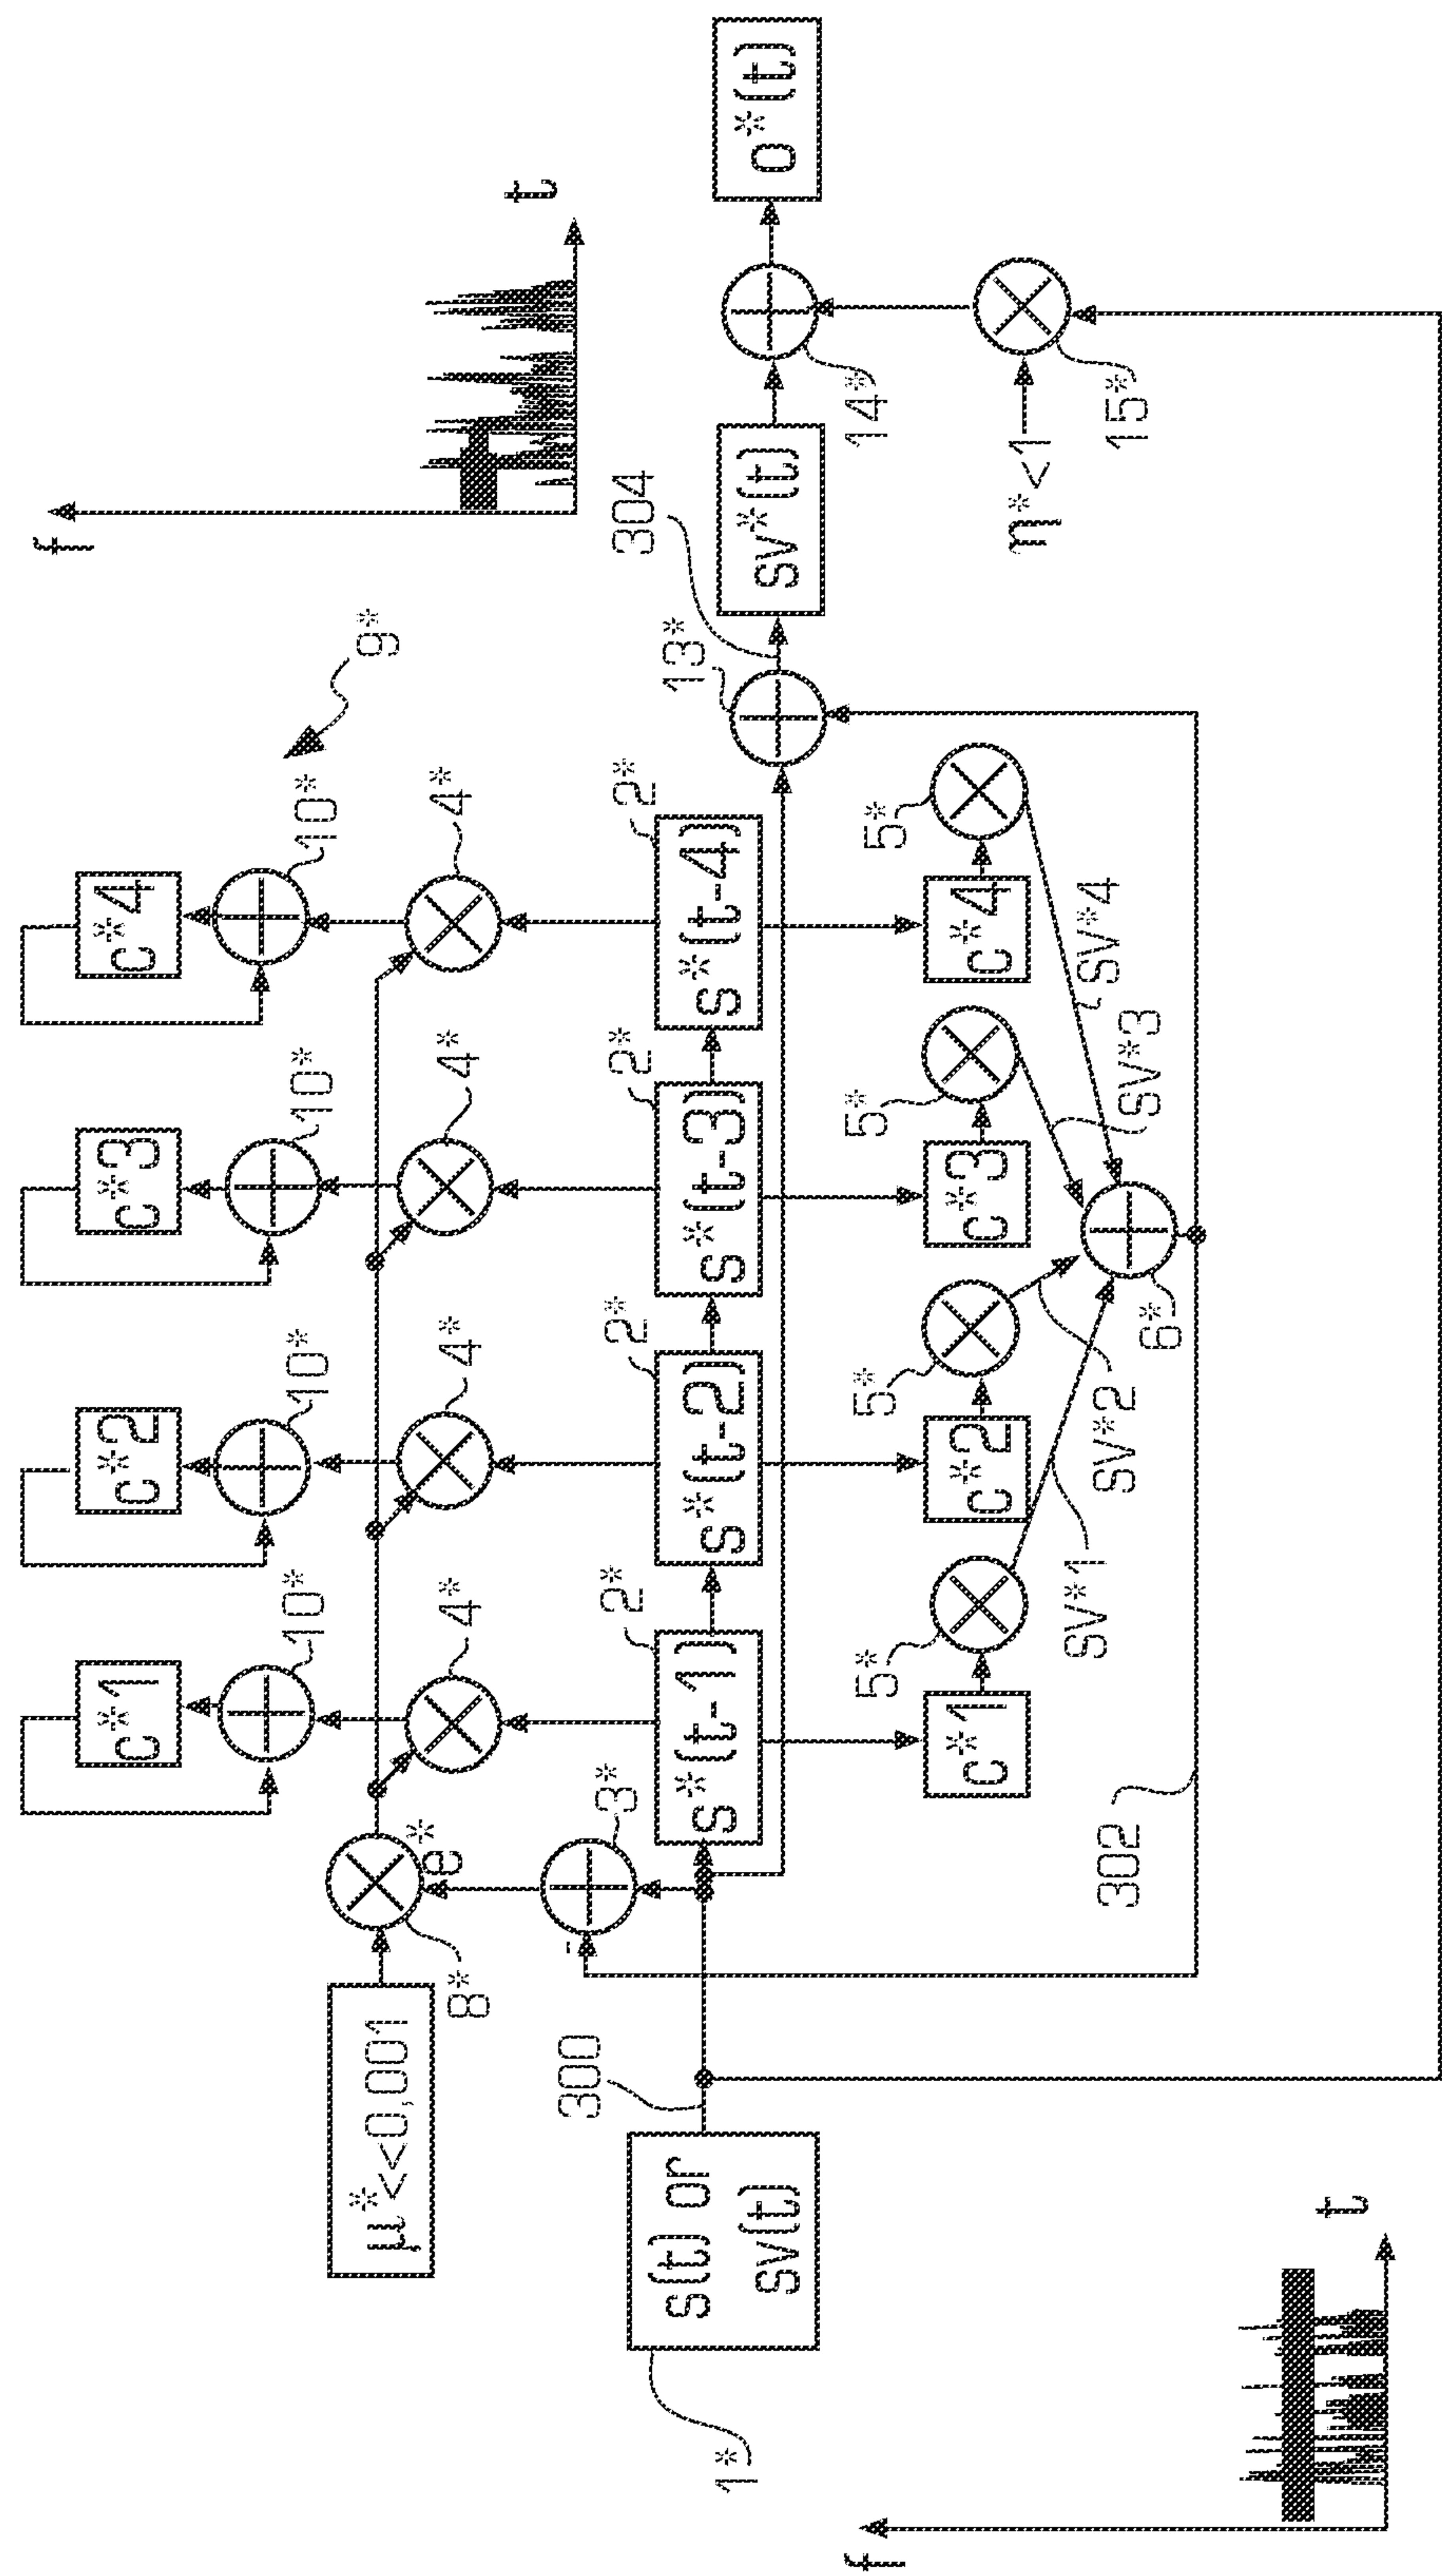 f
t
9*
c*1
c*2
c*3
c*4
10*
10*
10*
10*
µ*<<0,001
8*
e*
4*
4*
4*
4*
3*
2*
2*
2*
2*
s(t) or
sv(t)
1*
300
s*(t-1)
s*(t-2)
s*(t-3)
s*(t-4)
13*
304
sv*(t)
14*
o*(t)
5*
5*
5*
5*
c*1
c*2
c*3
c*4
n*<1
15*
SV*1
SV*2
SV*3
SV*4
6*
302
f
t